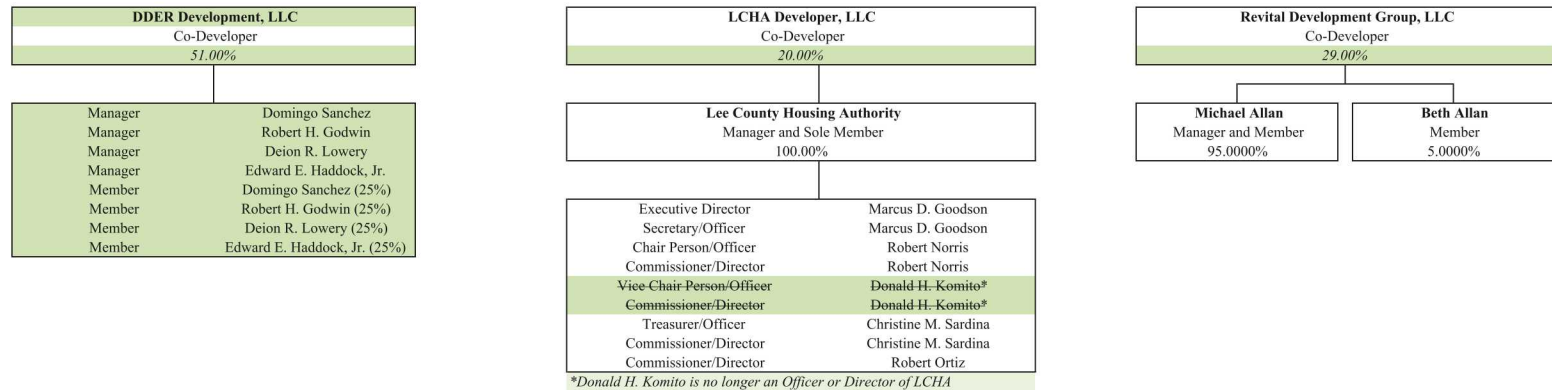 DDER Development, LLC
Co-Developer
51.00%
Manager Domingo Sanchez
Manager Robert H. Godwin
Manager Deion R. Lowery
Manager Edward E. Haddock, Jr.
Member Domingo Sanchez (25%)
Member Robert H. Godwin (25%)
Member Deion R. Lowery (25%)
Member Edward E. Haddock, Jr. (25%)
LCHA Developer, LLC
Co-Developer
20.00%
Lee County Housing Authority
Manager and Sole Member
100.00%
Executive Director Marcus D. Goodson
Secretary/Officer Marcus D. Goodson
Chair Person/Officer Robert Norris
Commissioner/Director Robert Norris
Vice Chair Person/Officer Donald H. Komito*
Commissioner/Director Donald H. Komito*
Treasurer/Officer Christine M. Sardina
Commissioner/Director Christine M. Sardina
Commissioner/Director Robert Ortiz
*Donald H. Komito is no longer an Officer or Director of LCHA
Revital Development Group, LLC
Co-Developer
29.00%
Michael Allan
Manager and Member
95.0000%
Beth Allan
Member
5.0000%